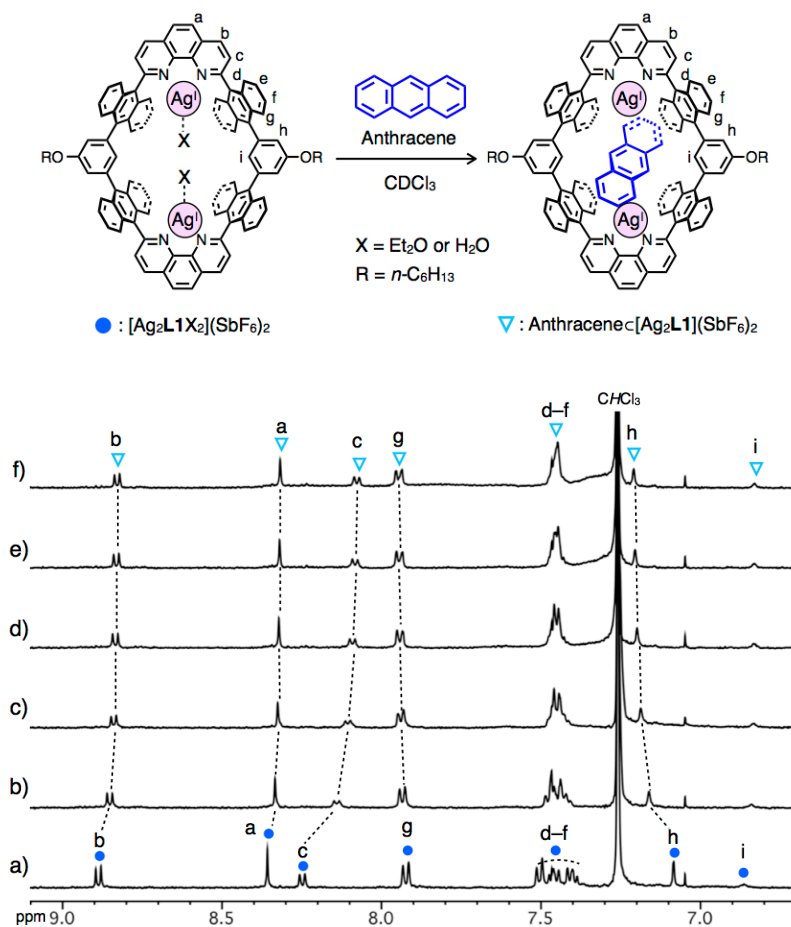 a a
b b
c c
d e d e
N N N N
f f
Ag^I Ag^I
g g
X
h Anthracene h
RO i OR RO i OR
X
CDCl₃
Ag^I Ag^I
N N N N
X = Et₂O or H₂O
R = n-C₆H₁₃
: [Ag₂L1X₂](SbF₆)₂
: Anthracene⊂[Ag₂L1](SbF₆)₂
CHCl₃
b a c g d–f h i
f)
e)
d)
c)
b)
b a c g d–f h i
a)
ppm 9.0 8.5 8.0 7.5 7.0